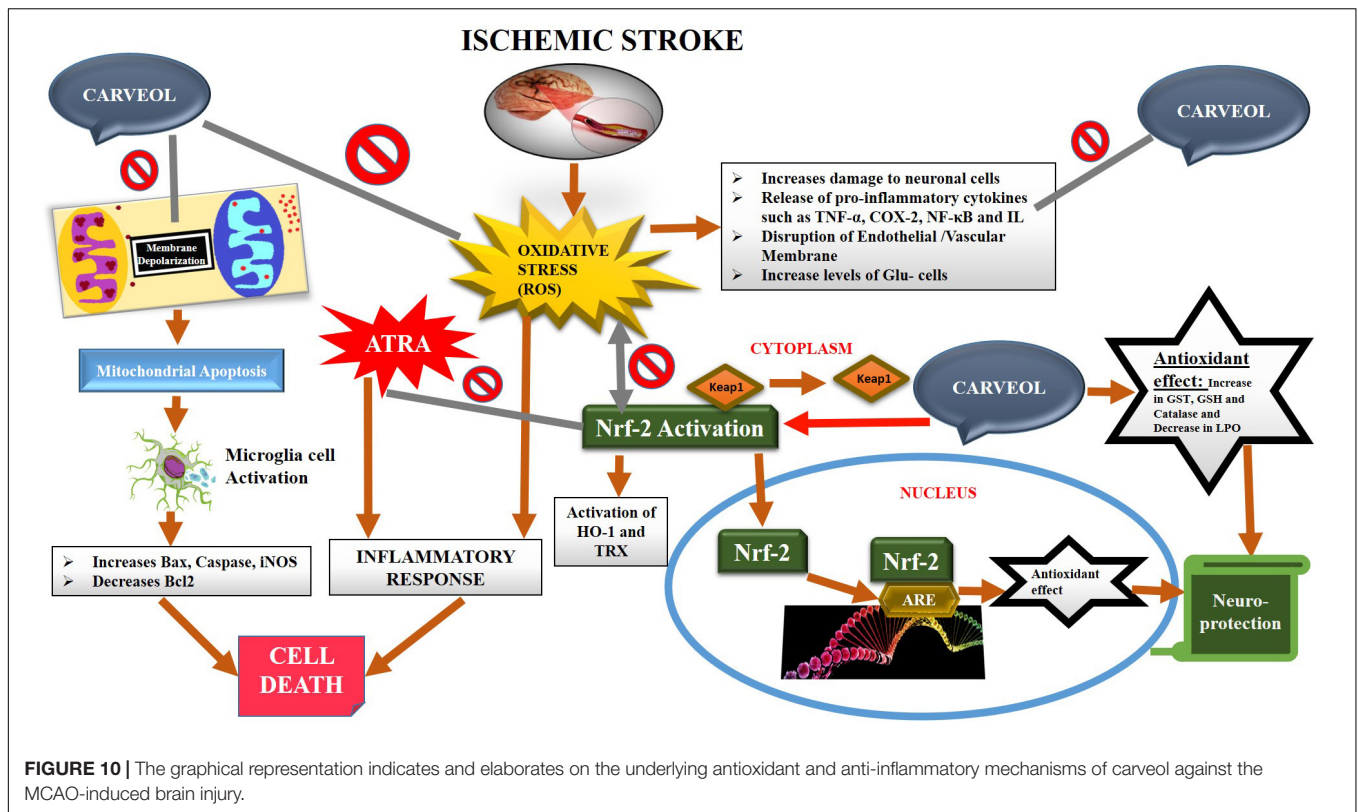 ISCHEMIC STROKE
CARVEOL
CARVEOL
Membrane
Depolarization
OXIDATIVE
STRESS
(ROS)
➢ Increases damage to neuronal cells
➢ Release of pro-inflammatory cytokines
such as TNF-α, COX-2, NF-κB and IL
➢ Disruption of Endothelial /Vascular
Membrane
➢ Increase levels of Glu- cells
ATRA
Mitochondrial Apoptosis
CYTOPLASM
Keap1
Keap1
CARVEOL
Antioxidant
effect: Increase
in GST, GSH and
Catalase and
Decrease in LPO
Nrf-2 Activation
Microglia cell
Activation
NUCLEUS
Activation of
HO-1 and
TRX
➢ Increases Bax, Caspase, iNOS
➢ Decreases Bcl2
INFLAMMATORY
RESPONSE
Nrf-2
Nrf-2
ARE
Antioxidant
effect
Neuro-
protection
CELL
DEATH
FIGURE 10 | The graphical representation indicates and elaborates on the underlying antioxidant and anti-inflammatory mechanisms of carveol against the
MCAO-induced brain injury.